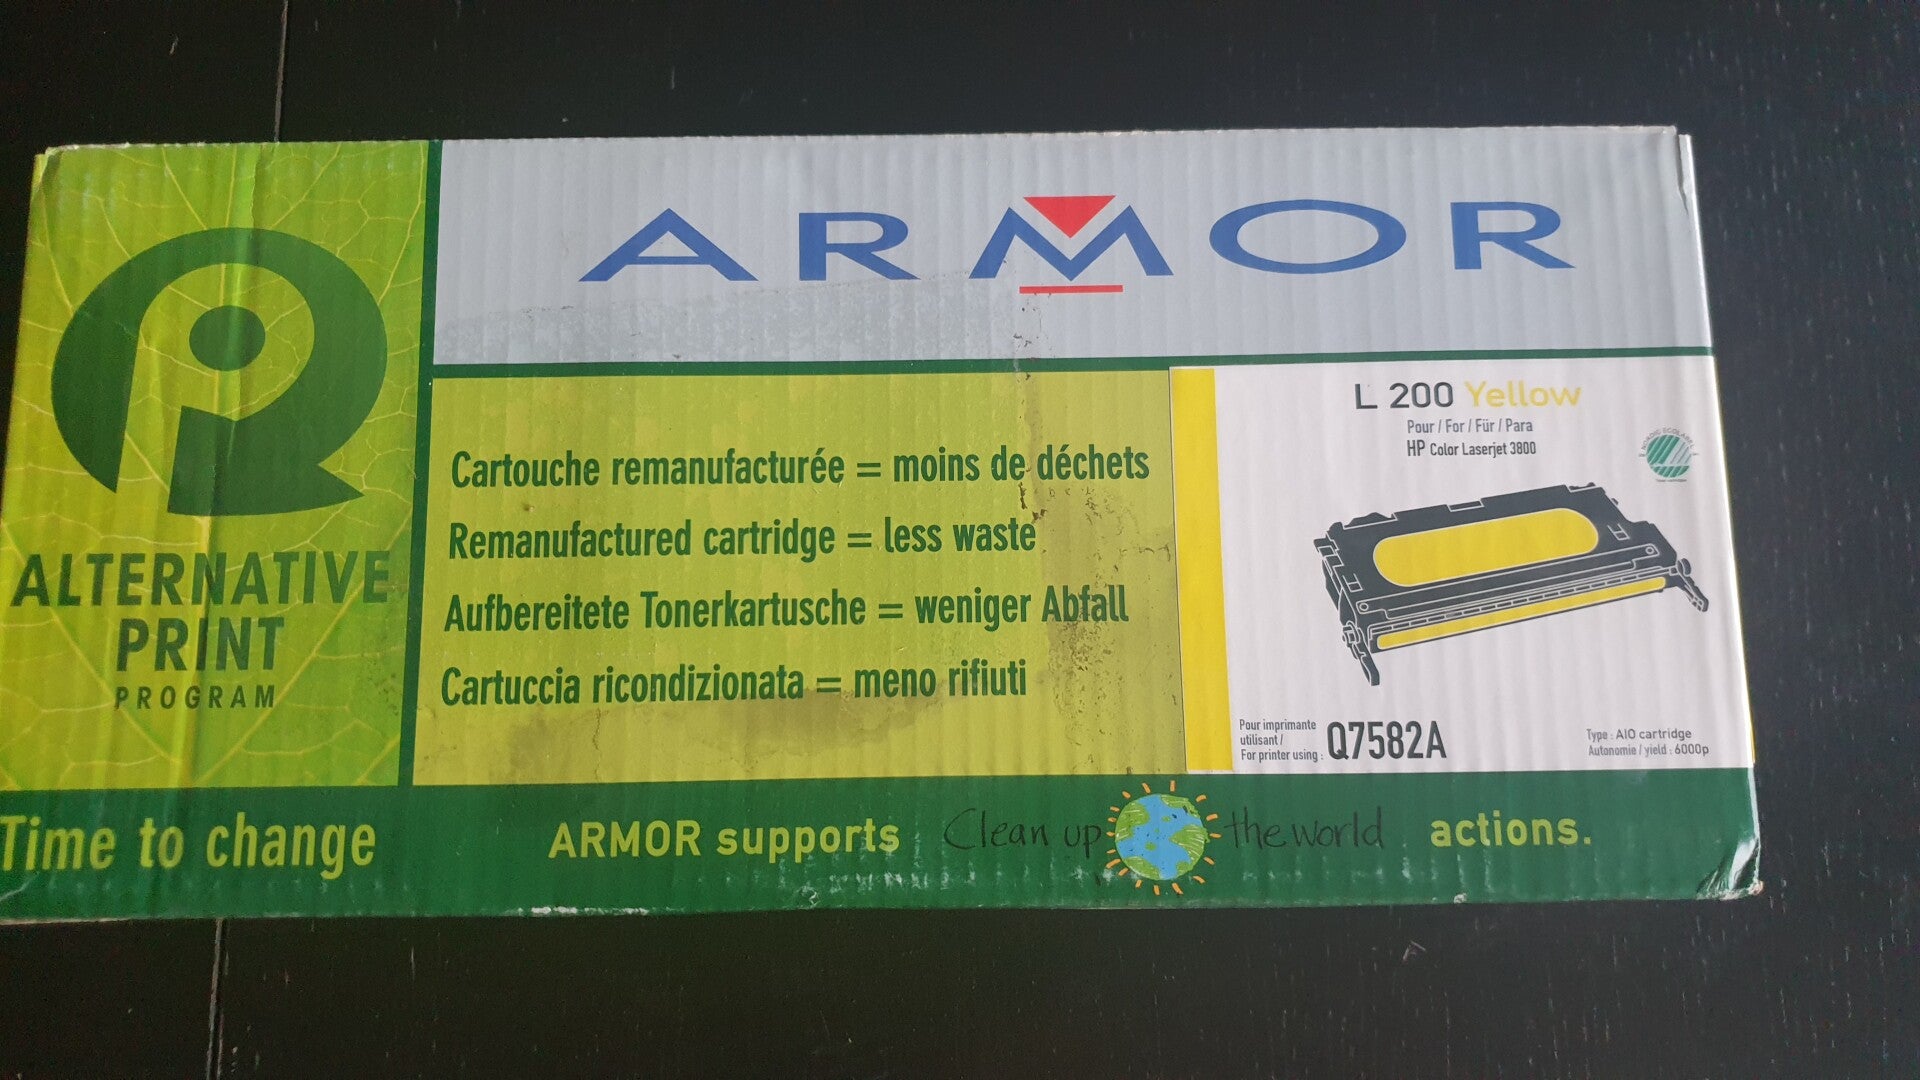 ARMOR
ALTERNATIVE
PRINT
PROGRAM
Cartouche remanufacturée = moins de déchets
Remanufactured cartridge = less waste
Aufbereitete Tonerkartusche = weniger Abfall
Cartuccia ricondizionata = meno rifiuti
L 200 Yellow
Pour / For / Für / Para
HP Color Laserjet 3800
NORDIC ECOLABEL
Pour imprimante
utilisant /
For printer using :
Q7582A
Type : AIO cartridge
Autonomie / yield : 6000p
Time to change
ARMOR supports Clean up the world actions.